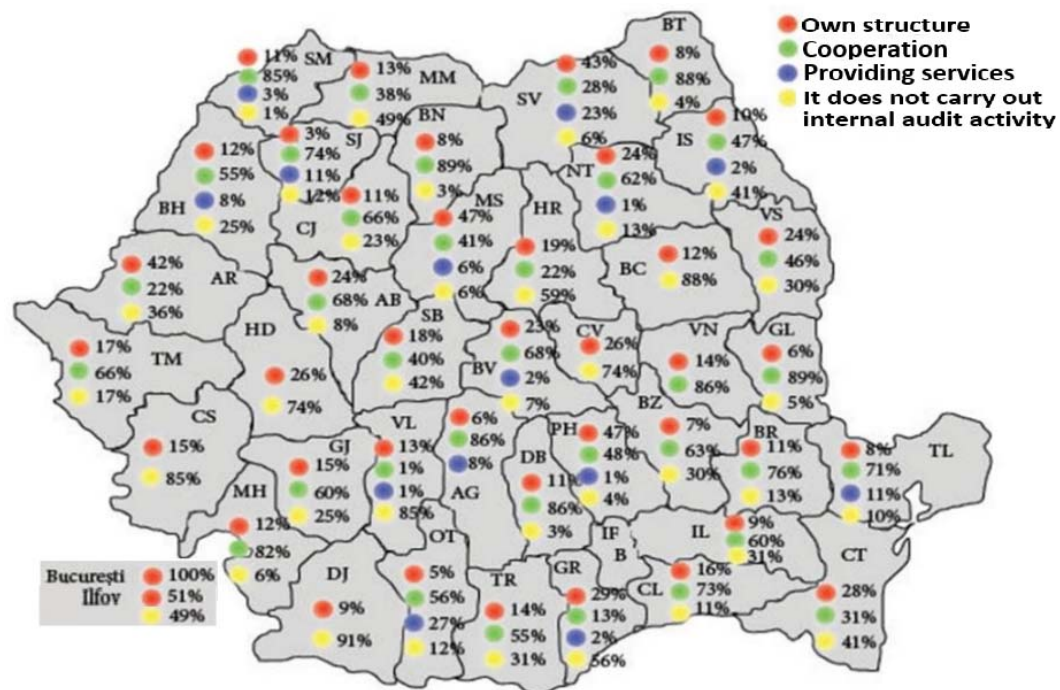 BT
Own structure
Cooperation
Providing services
It does not carry out
internal audit activity
8%
88%
4%
SM
11%
85%
3%
1%
MM
13%
38%
49%
SV
43%
28%
23%
6%
IS
10%
47%
2%
41%
SJ
3%
74%
11%
12%
BN
8%
89%
3%
NT
24%
62%
1%
13%
BH
12%
55%
8%
25%
CJ
11%
66%
23%
MS
47%
41%
6%
6%
HR
19%
22%
59%
BC
12%
88%
VS
24%
46%
30%
AR
42%
22%
36%
AB
24%
68%
8%
HD
26%
74%
SB
18%
40%
42%
BV
23%
68%
2%
7%
CV
26%
74%
VN
14%
86%
GL
6%
89%
5%
TM
17%
66%
17%
CS
15%
85%
GJ
15%
60%
25%
VL
13%
1%
1%
85%
AG
6%
86%
8%
DB
11%
86%
3%
PH
47%
48%
1%
4%
BZ
7%
63%
30%
BR
11%
76%
13%
TL
8%
71%
11%
10%
MH
12%
82%
6%
DJ
9%
91%
OT
5%
56%
27%
12%
TR
14%
55%
31%
GR
29%
13%
2%
56%
IF
B
IL
9%
60%
31%
CL
16%
73%
11%
CT
28%
31%
41%
București 100%
Ilfov 51%
49%